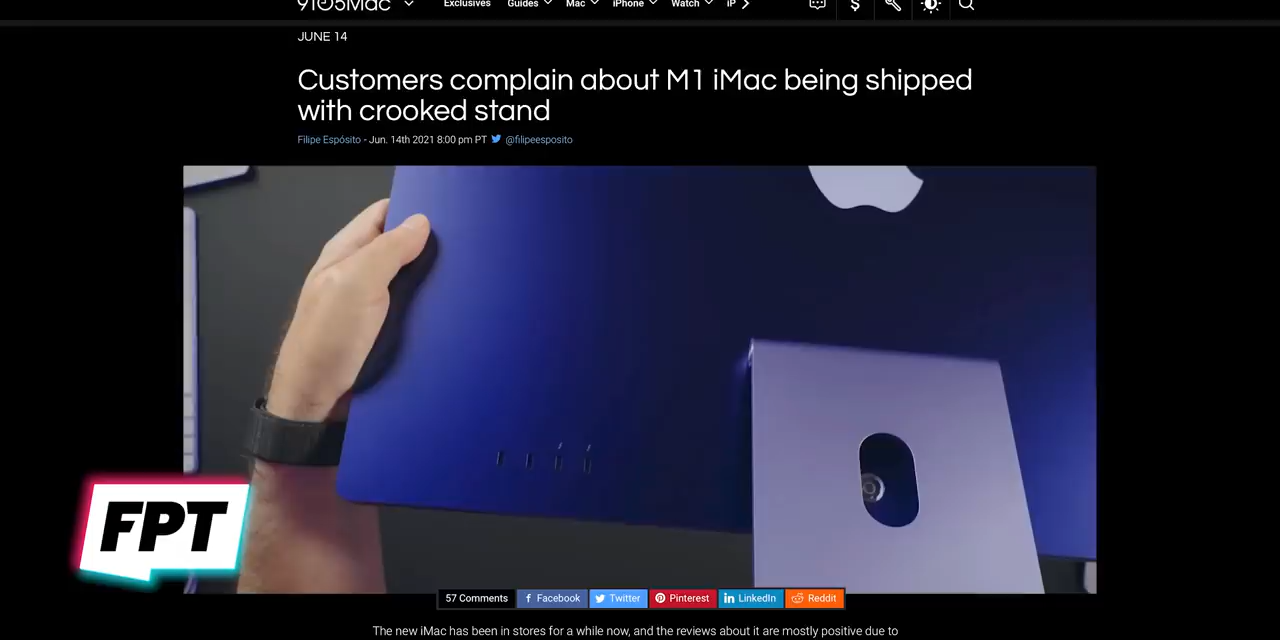 9TO5Mac
Exclusives Guides Mac iPhone Watch iP
$
JUNE 14
Customers complain about M1 iMac being shipped
with crooked stand
Filipe Espósito - Jun. 14th 2021 8:00 pm PT @filipeesposito
FPT
57 Comments Facebook Twitter Pinterest LinkedIn Reddit
The new iMac has been in stores for a while now, and the reviews about it are mostly positive due to